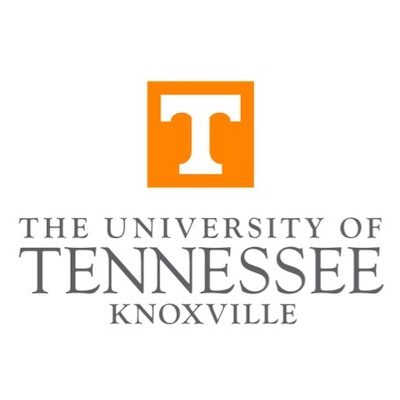 T
THE UNIVERSITY OF
TENNESSEE
KNOXVILLE